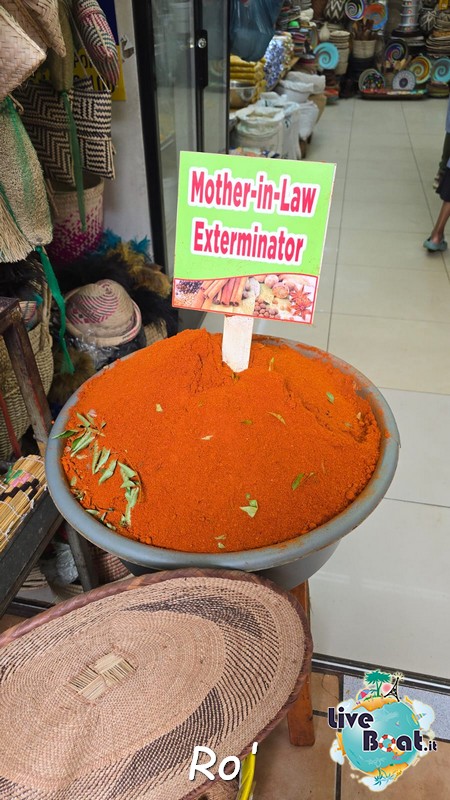 Mother-in-Law
Exterminator
Live
Boat.it
Ro'